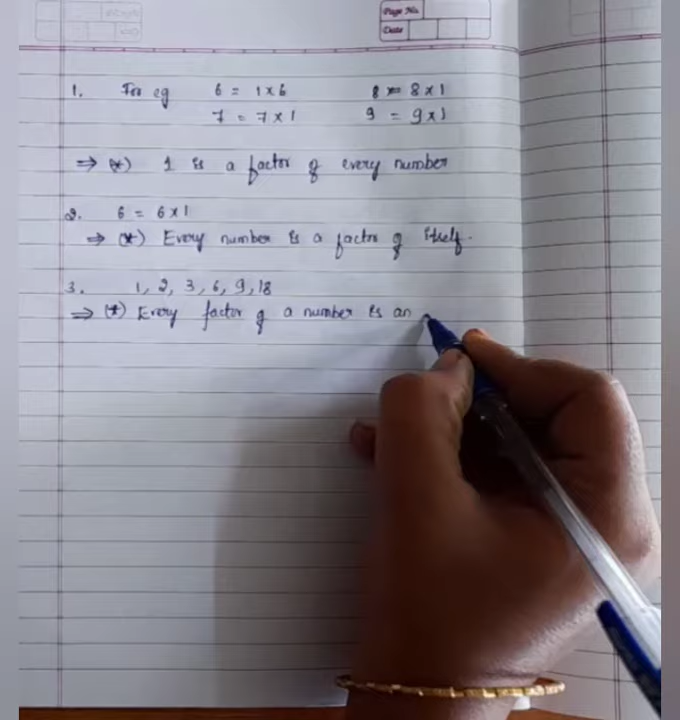 Page No.
Date
1. For eg 6 = 1 x 6 8 = 8 x 1
7 = 7 x 1 9 = 9 x 1
⇒ (*) 1 is a factor of every number
2. 6 = 6 x 1
⇒ (*) Every number is a factor of itself.
3. 1, 2, 3, 6, 9, 18
⇒ (*) Every factor of a number is an